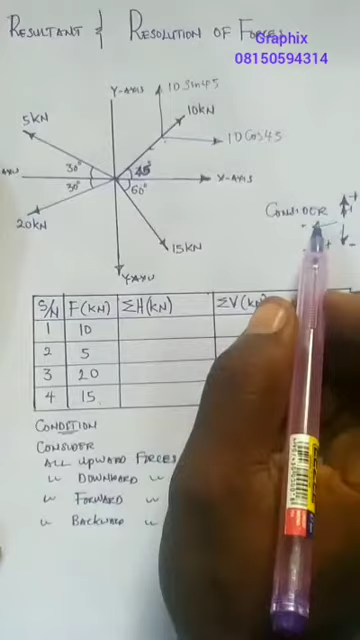 RESULTANT & RESOLUTION OF Forces
Graphix
08150594314
Y-AXIS
10 Sin45
10KN
5KN
10 Cos45
30°
45°
X-AXIS
30°
60°
20KN
15KN
Y-AXIS
CONSIDER
+
-
-
+
S/N F(KN) ΣH(KN) ΣV(KN)
1 10
2 5
3 20
4 15
CONDITION
CONSIDER
ALL UPWARD FORCES
" DOWNWARD "
" FORWARD "
" BACKWARD "